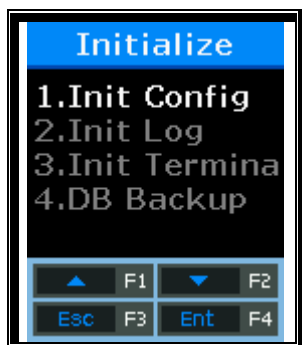 Initialize
1.Init Config
2.Init Log
3.Init Termina
4.DB Backup
F1 F2
Esc F3 Ent F4